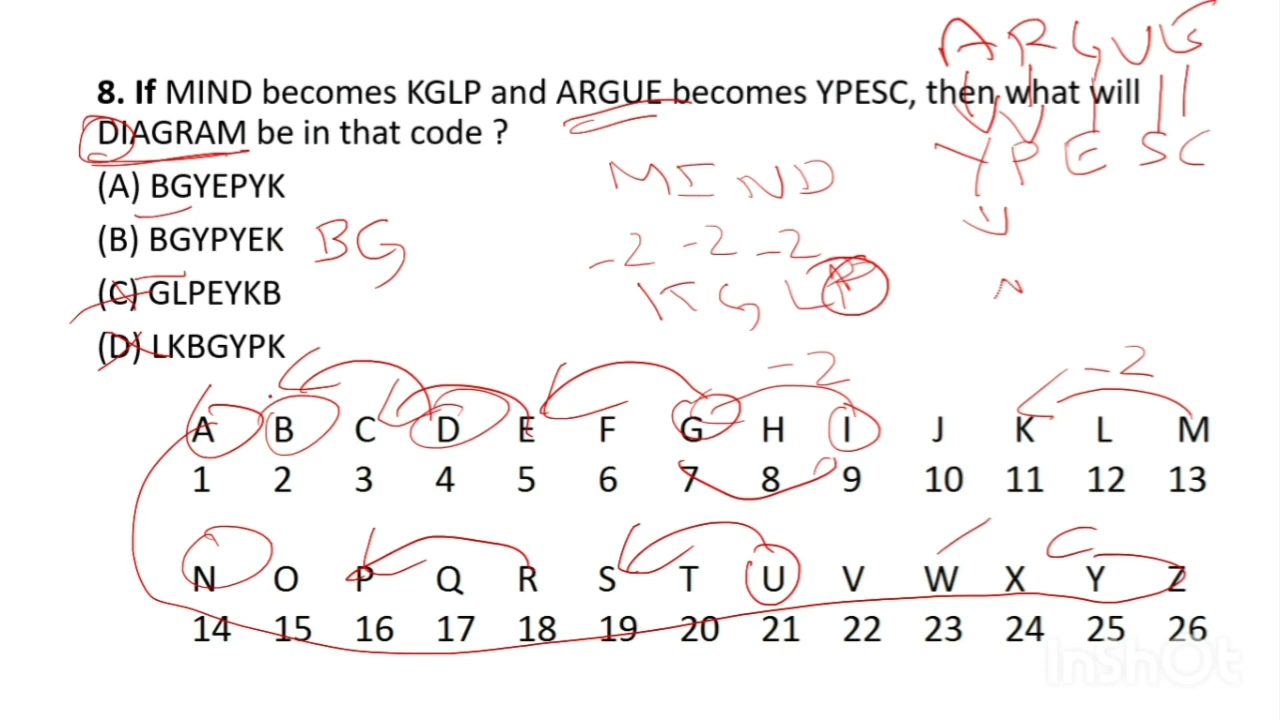 ARGUE
8. If MIND becomes KGLP and ARGUE becomes YPESC, then what will
DIAGRAM be in that code ?
YPESC
(A) BGYEPYK
MIND
(B) BGYPYEK
BG
-2 -2 -2
(C) GLPEYKB
KGLP
(D) LKBGYPK
-2
-2
A B C D E F G H I J K L M
1 2 3 4 5 6 7 8 9 10 11 12 13
N O P Q R S T U V W X Y Z
14 15 16 17 18 19 20 21 22 23 24 25 26
InShOt